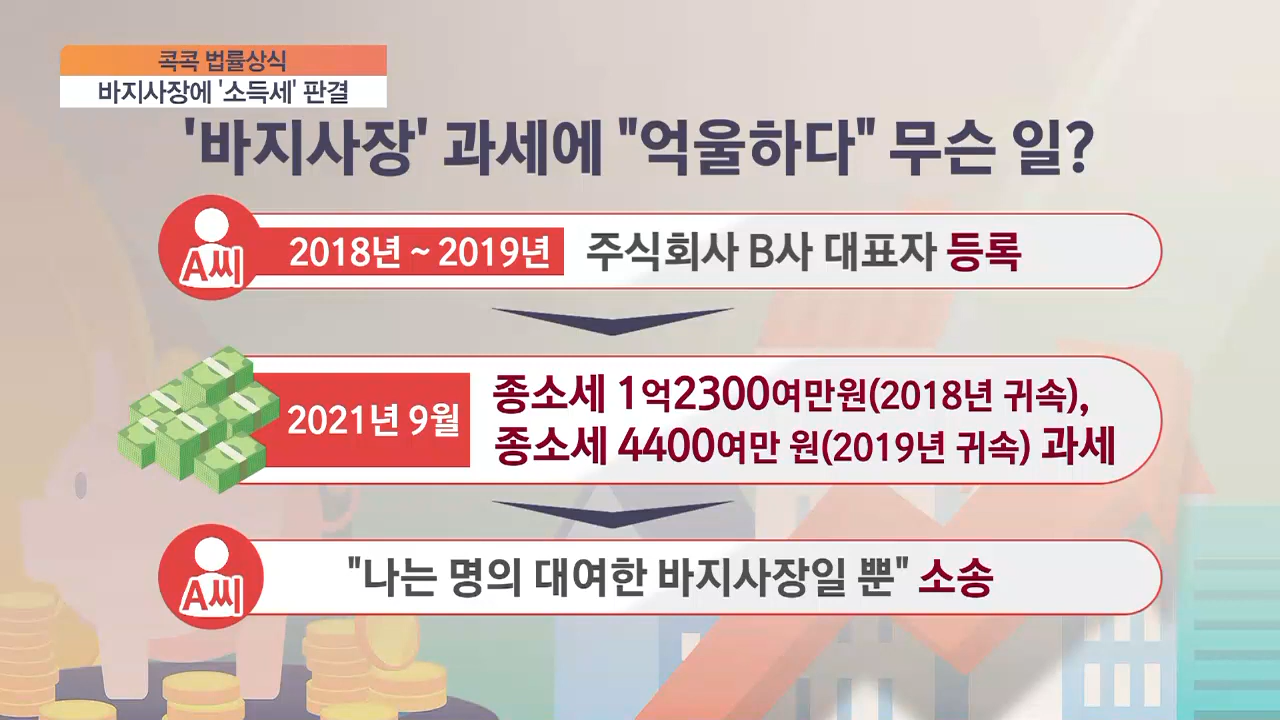 콕콕 법률상식
바지사장에 '소득세' 판결
'바지사장' 과세에 "억울하다" 무슨 일?
A씨
2018년 ~ 2019년
주식회사 B사 대표자 등록
2021년 9월
종소세 1억2300여만원(2018년 귀속),
종소세 4400여만 원(2019년 귀속) 과세
A씨
"나는 명의 대여한 바지사장일 뿐" 소송